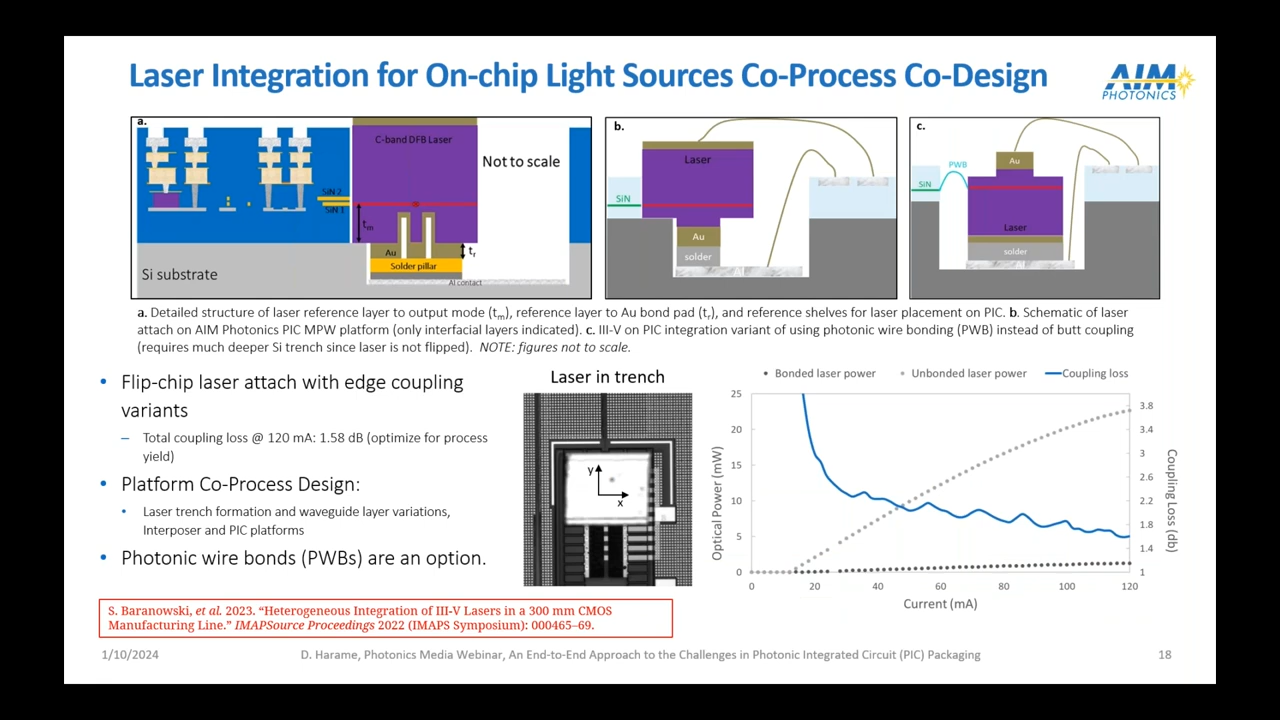 Laser Integration for On-chip Light Sources Co-Process Co-Design
AIM
PHOTONICS
a.
C-band DFB Laser
Not to scale
SiN 2
SiN 1
tm
Au
tr
Solder pillar
Al contact
Si substrate
b.
Laser
SiN
Au
solder
c.
Au
PWB
SiN
Laser
solder
a. Detailed structure of laser reference layer to output mode (tm), reference layer to Au bond pad (tr), and reference shelves for laser placement on PIC. b. Schematic of laser
attach on AIM Photonics PIC MPW platform (only interfacial layers indicated). c. III-V on PIC integration variant of using photonic wire bonding (PWB) instead of butt coupling
(requires much deeper Si trench since laser is not flipped). NOTE: figures not to scale.
• Flip-chip laser attach with edge coupling
variants
– Total coupling loss @ 120 mA: 1.58 dB (optimize for process
yield)
• Platform Co-Process Design:
• Laser trench formation and waveguide layer variations,
Interposer and PIC platforms
• Photonic wire bonds (PWBs) are an option.
Laser in trench
y
x
Bonded laser power Unbonded laser power Coupling loss
25
20
15
10
5
0
Optical Power (mW)
3.8
3.4
3
2.6
2.2
1.8
1.4
1
Coupling Loss (db)
0 20 40 60 80 100 120
Current (mA)
S. Baranowski, et al. 2023. “Heterogeneous Integration of III-V Lasers in a 300 mm CMOS
Manufacturing Line.” IMAPSource Proceedings 2022 (IMAPS Symposium): 000465–69.
1/10/2024 D. Harame, Photonics Media Webinar, An End-to-End Approach to the Challenges in Photonic Integrated Circuit (PIC) Packaging 18